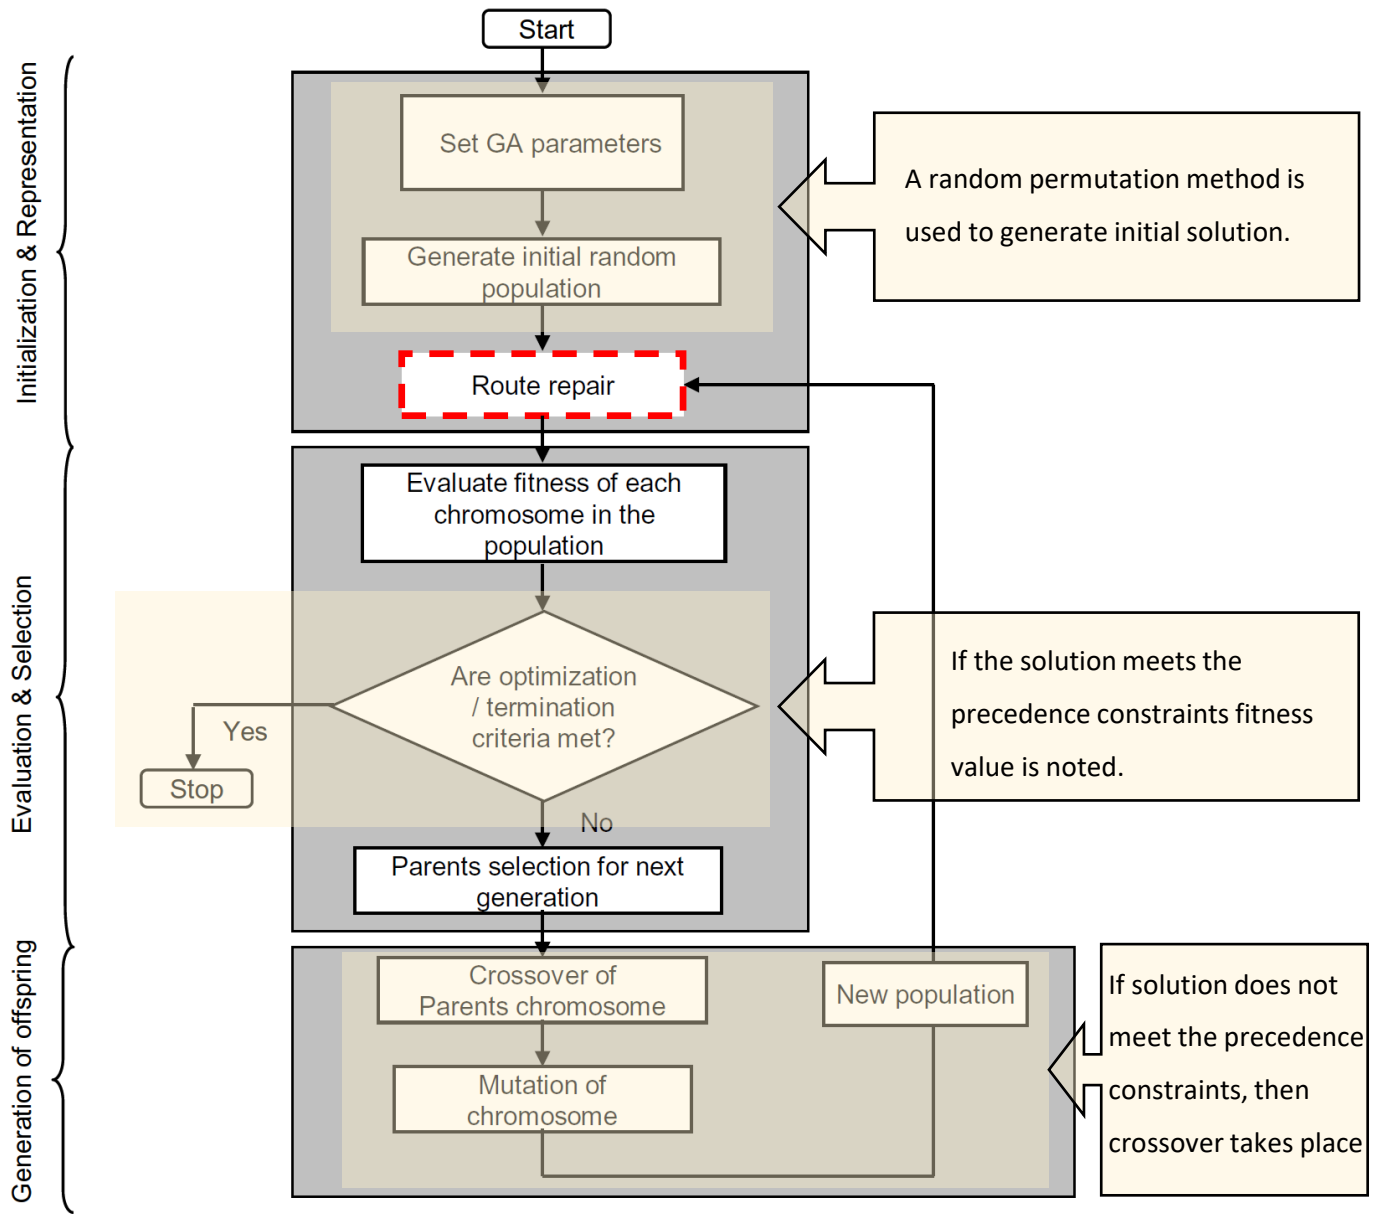 Start
Initialization & Representation
Set GA parameters
Generate initial random
population
A random permutation method is
used to generate initial solution.
Route repair
Evaluation & Selection
Evaluate fitness of each
chromosome in the
population
Are optimization
/ termination
criteria met?
Yes
Stop
No
If the solution meets the
precedence constraints fitness
value is noted.
Parents selection for next
generation
Generation of offspring
Crossover of
Parents chromosome
Mutation of
chromosome
New population
If solution does not
meet the precedence
constraints, then
crossover takes place